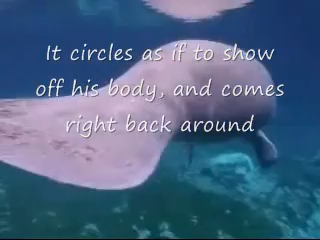 It circles as if to show
off his body, and comes
right back around